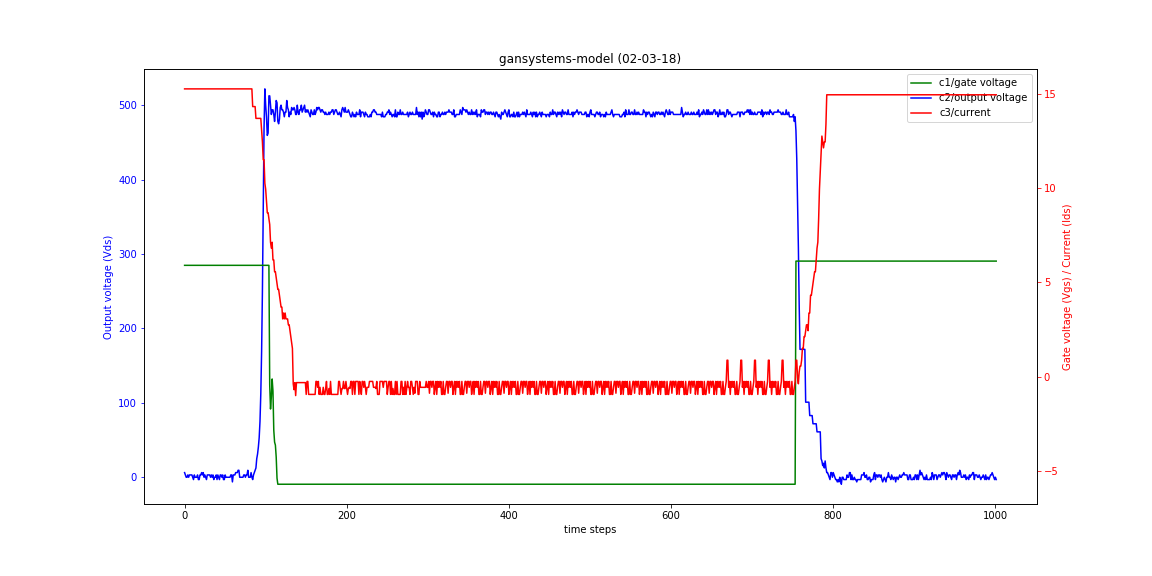 gansystems-model (02-03-18)
c1/gate voltage
c2/output voltage
c3/current
500
400
300
200
100
0
Output voltage (Vds)
15
10
5
0
−5
Gate voltage (Vgs) / Current (Ids)
0 200 400 600 800 1000
time steps